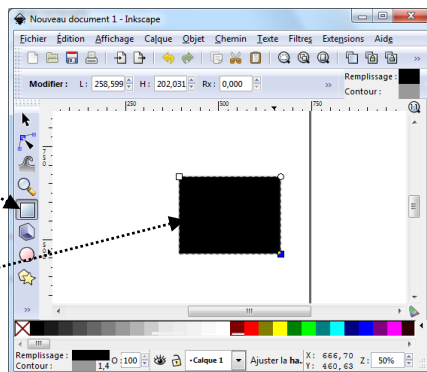 Nouveau document 1 - Inkscape
Fichier Édition Affichage Calque Objet Chemin Texte Filtres Extensions Aide
Modifier : L : 258,599 H : 202,031 Rx : 0,000 »
Remplissage :
Contour :
250 500 750
»
Remplissage :
Contour : 1,4
O : 100
•Calque 1
Ajuster la ha.
X: 666,70
Y: 460,63
Z: 50%